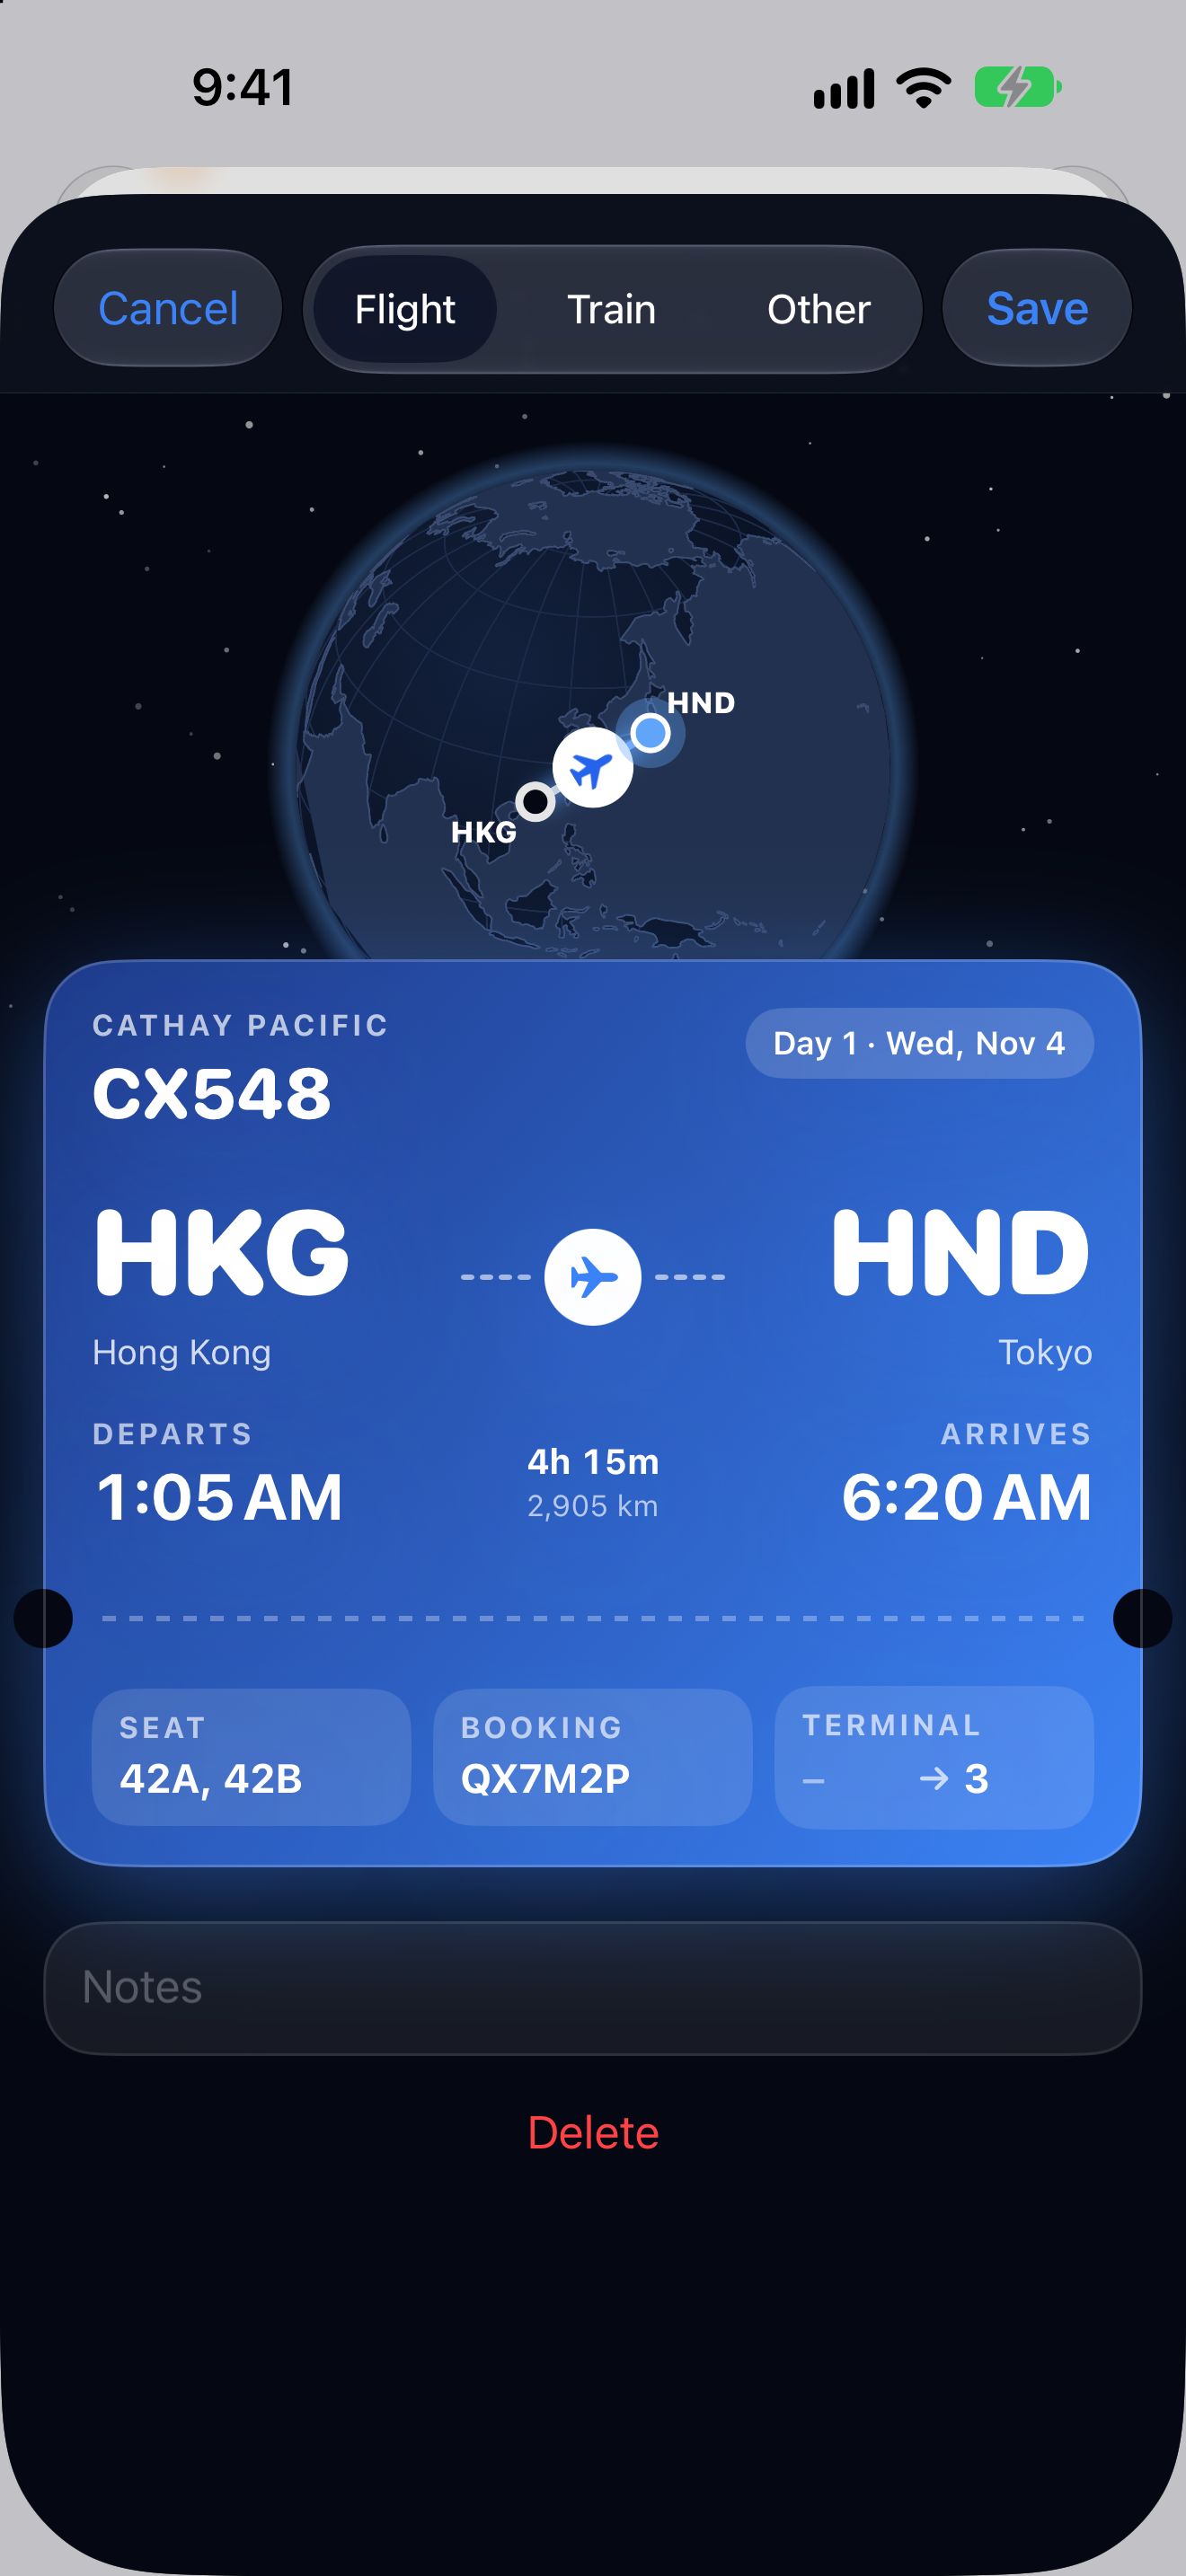 9:41
Cancel
Flight
Train
Other
Save
HND
HKG
CATHAY PACIFIC
Day 1 · Wed, Nov 4
CX548
HKG
HND
Hong Kong
Tokyo
DEPARTS
ARRIVES
4h 15m
1:05 AM
6:20 AM
2,905 km
SEAT
BOOKING
TERMINAL
42A, 42B
QX7M2P
– → 3
Notes
Delete